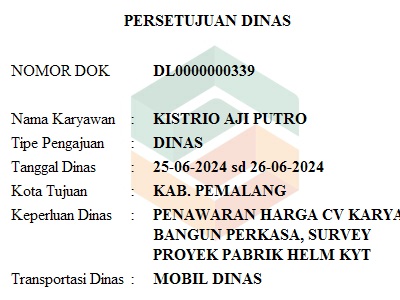 PERSETUJUAN DINAS
NOMOR DOK DL0000000339
Nama Karyawan : KISTRIO AJI PUTRO
Tipe Pengajuan : DINAS
Tanggal Dinas : 25-06-2024 sd 26-06-2024
Kota Tujuan : KAB. PEMALANG
Keperluan Dinas : PENAWARAN HARGA CV KARYA
BANGUN PERKASA, SURVEY
PROYEK PABRIK HELM KYT
Transportasi Dinas : MOBIL DINAS